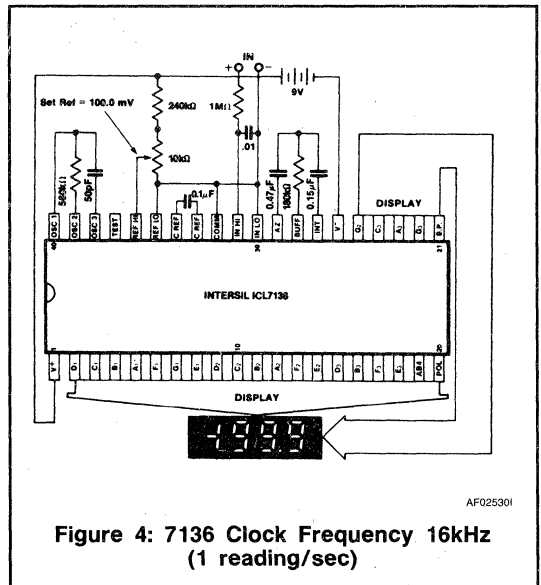 IN
+ −
9V
Set Ref = 100.0 mV
240kΩ
1MΩ
10kΩ
.01
560kΩ
50pF
0.1µF
0.47µF
180kΩ
0.15µF
DISPLAY
OSC 1
OSC 2
OSC 3
TEST
REF HI
REF LO
C REF
C REF
COMM
IN HI
IN LO
A Z
BUFF
INT
V−
G2
C3
A3
G3
B.P.
40
30
21
INTERSIL ICL7136
1
10
20
V+
D1
C1
B1
A1
F1
G1
E1
D2
C2
B2
A2
F2
E2
D3
B3
F3
E3
AB4
POL
DISPLAY
AF02530I
Figure 4: 7136 Clock Frequency 16kHz
(1 reading/sec)